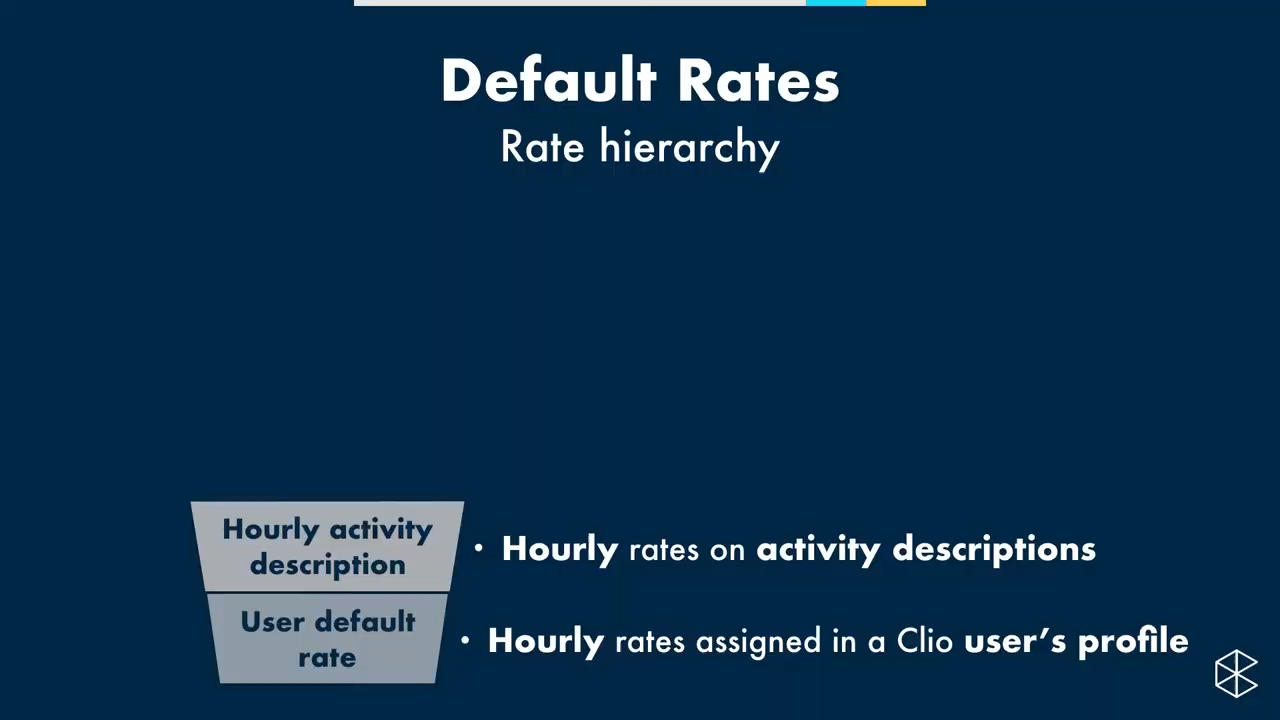 Default Rates
Rate hierarchy
Hourly activity
description
• Hourly rates on activity descriptions
User default
rate
• Hourly rates assigned in a Clio user’s profile